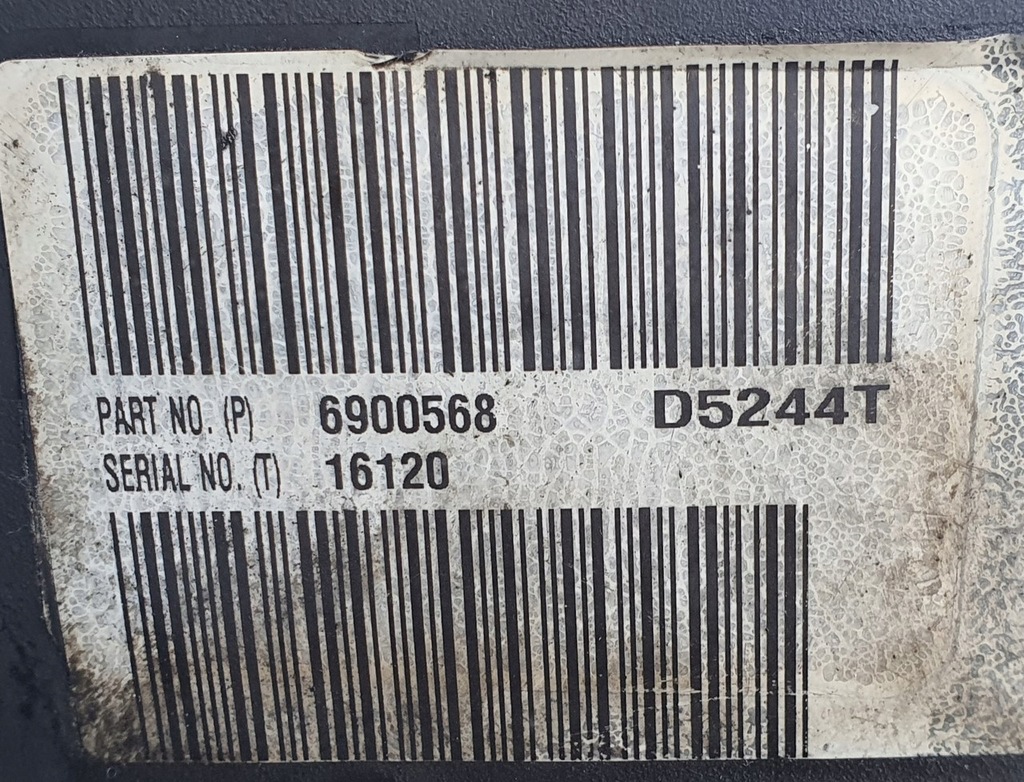 PART NO. (P) 6900568 D5244T
SERIAL NO. (T) 16120